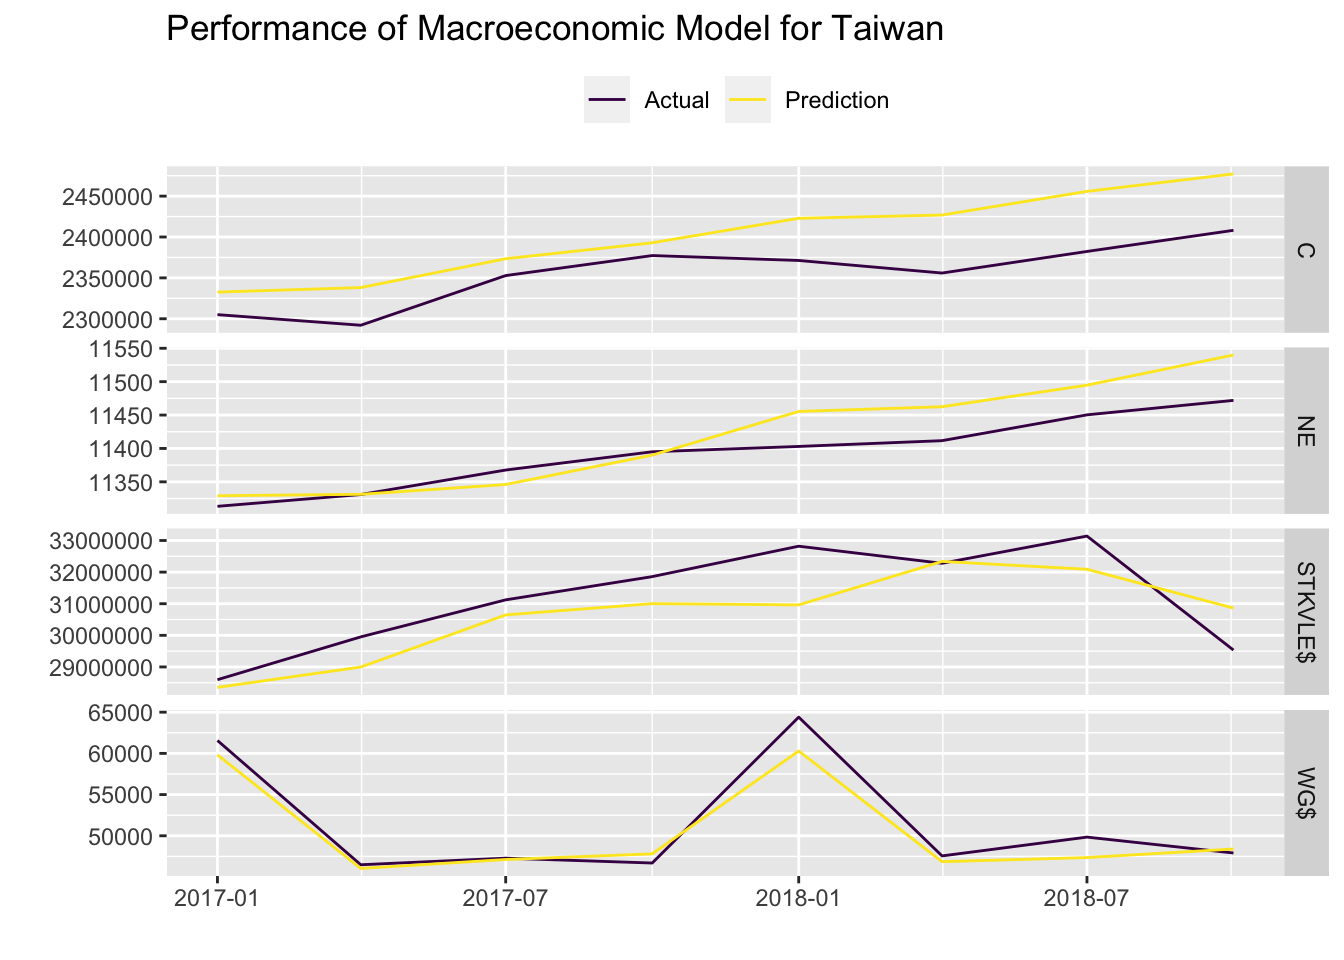 Performance of Macroeconomic Model for Taiwan
Actual Prediction
2450000
2400000
2350000
2300000
C
11550
11500
11450
11400
11350
NE
33000000
32000000
31000000
30000000
29000000
STKVLE$
65000
60000
55000
50000
WG$
2017-01 2017-07 2018-01 2018-07